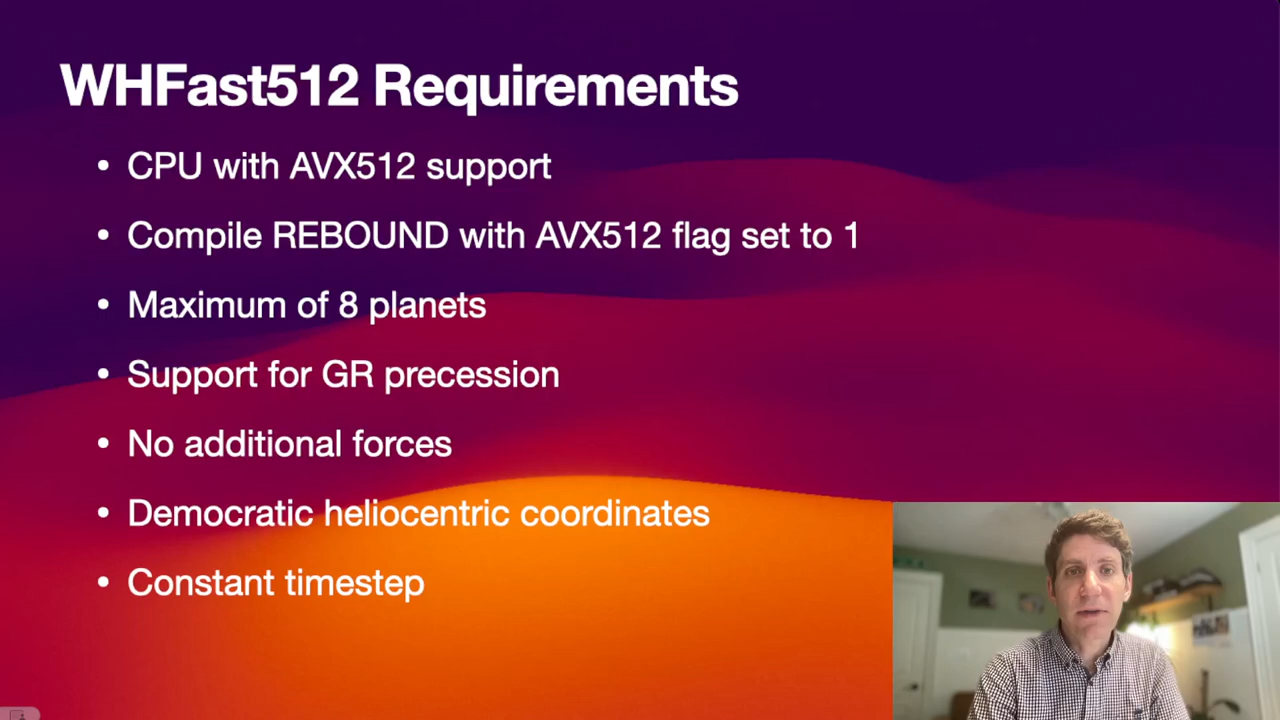 WHFast512 Requirements
• CPU with AVX512 support
• Compile REBOUND with AVX512 flag set to 1
• Maximum of 8 planets
• Support for GR precession
• No additional forces
• Democratic heliocentric coordinates
• Constant timestep